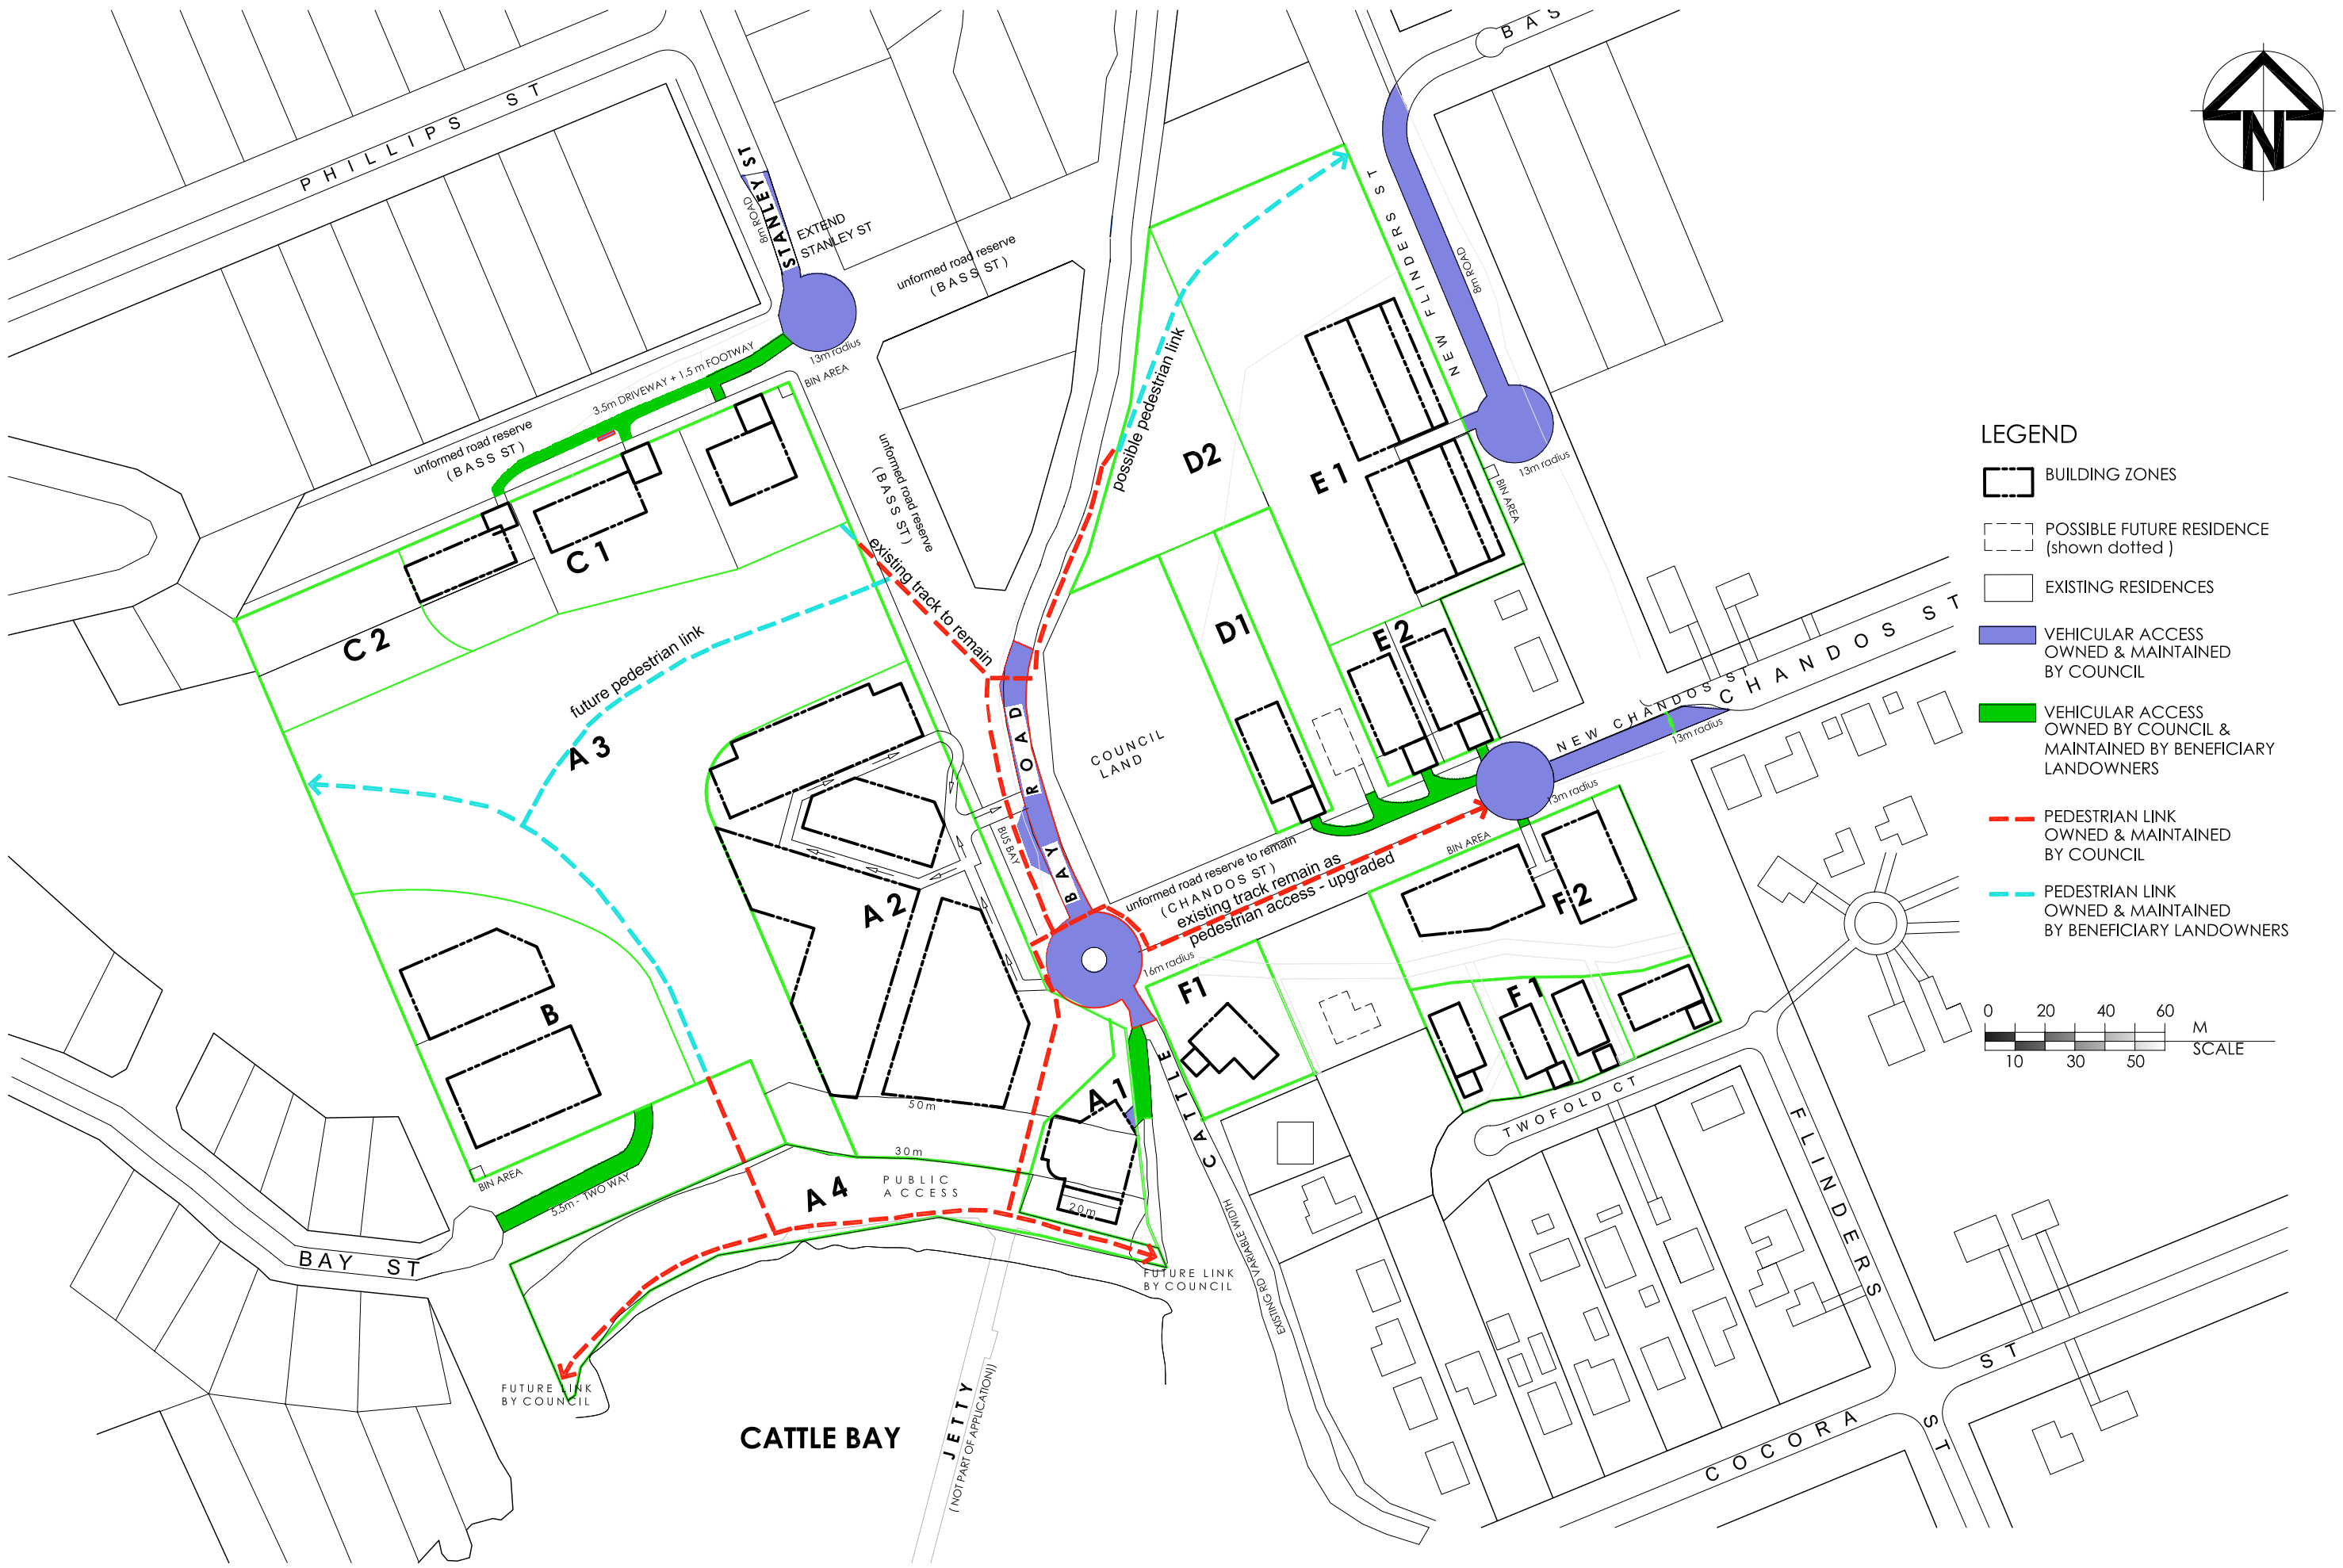 BAS
PHILLIPS ST
STANLEY ST
8m ROAD
EXTEND
STANLEY ST
unformed road reserve
(BASS ST)
13m radius
BIN AREA
3.5m DRIVEWAY + 1.5 m FOOTWAY
unformed road reserve
(BASS ST)
unformed road reserve
(BASS ST)
C 1
C 2
existing track to remain
future pedestrian link
A 3
possible pedestrian link
D2
D1
NEW FLINDERS ST
8m ROAD
13m radius
BIN AREA
E 1
E 2
COUNCIL
LAND
NEW CHANDOS ST
CHANDOS ST
13m radius
13m radius
BIN AREA
unformed road reserve to remain
(CHANDOS ST)
existing track remain as
pedestrian access - upgraded
CATTLE BAY ROAD
BUS BAY
16m radius
A 2
F1
F 2
F 1
B
A 1
50m
30m
20m
PUBLIC
ACCESS
A 4
BIN AREA
5.5m - TWO WAY
BAY ST
FUTURE LINK
BY COUNCIL
FUTURE LINK
BY COUNCIL
EXISTING RD VARIABLE WIDTH
CATTLE BAY
JETTY
(NOT PART OF APPLICATION))
TWOFOLD CT
FLINDERS ST
COCORA ST
N
LEGEND
BUILDING ZONES
POSSIBLE FUTURE RESIDENCE
(shown dotted )
EXISTING RESIDENCES
VEHICULAR ACCESS
OWNED & MAINTAINED
BY COUNCIL
VEHICULAR ACCESS
OWNED BY COUNCIL &
MAINTAINED BY BENEFICIARY
LANDOWNERS
PEDESTRIAN LINK
OWNED & MAINTAINED
BY COUNCIL
PEDESTRIAN LINK
OWNED & MAINTAINED
BY BENEFICIARY LANDOWNERS
0 20 40 60
M
SCALE
10 30 50